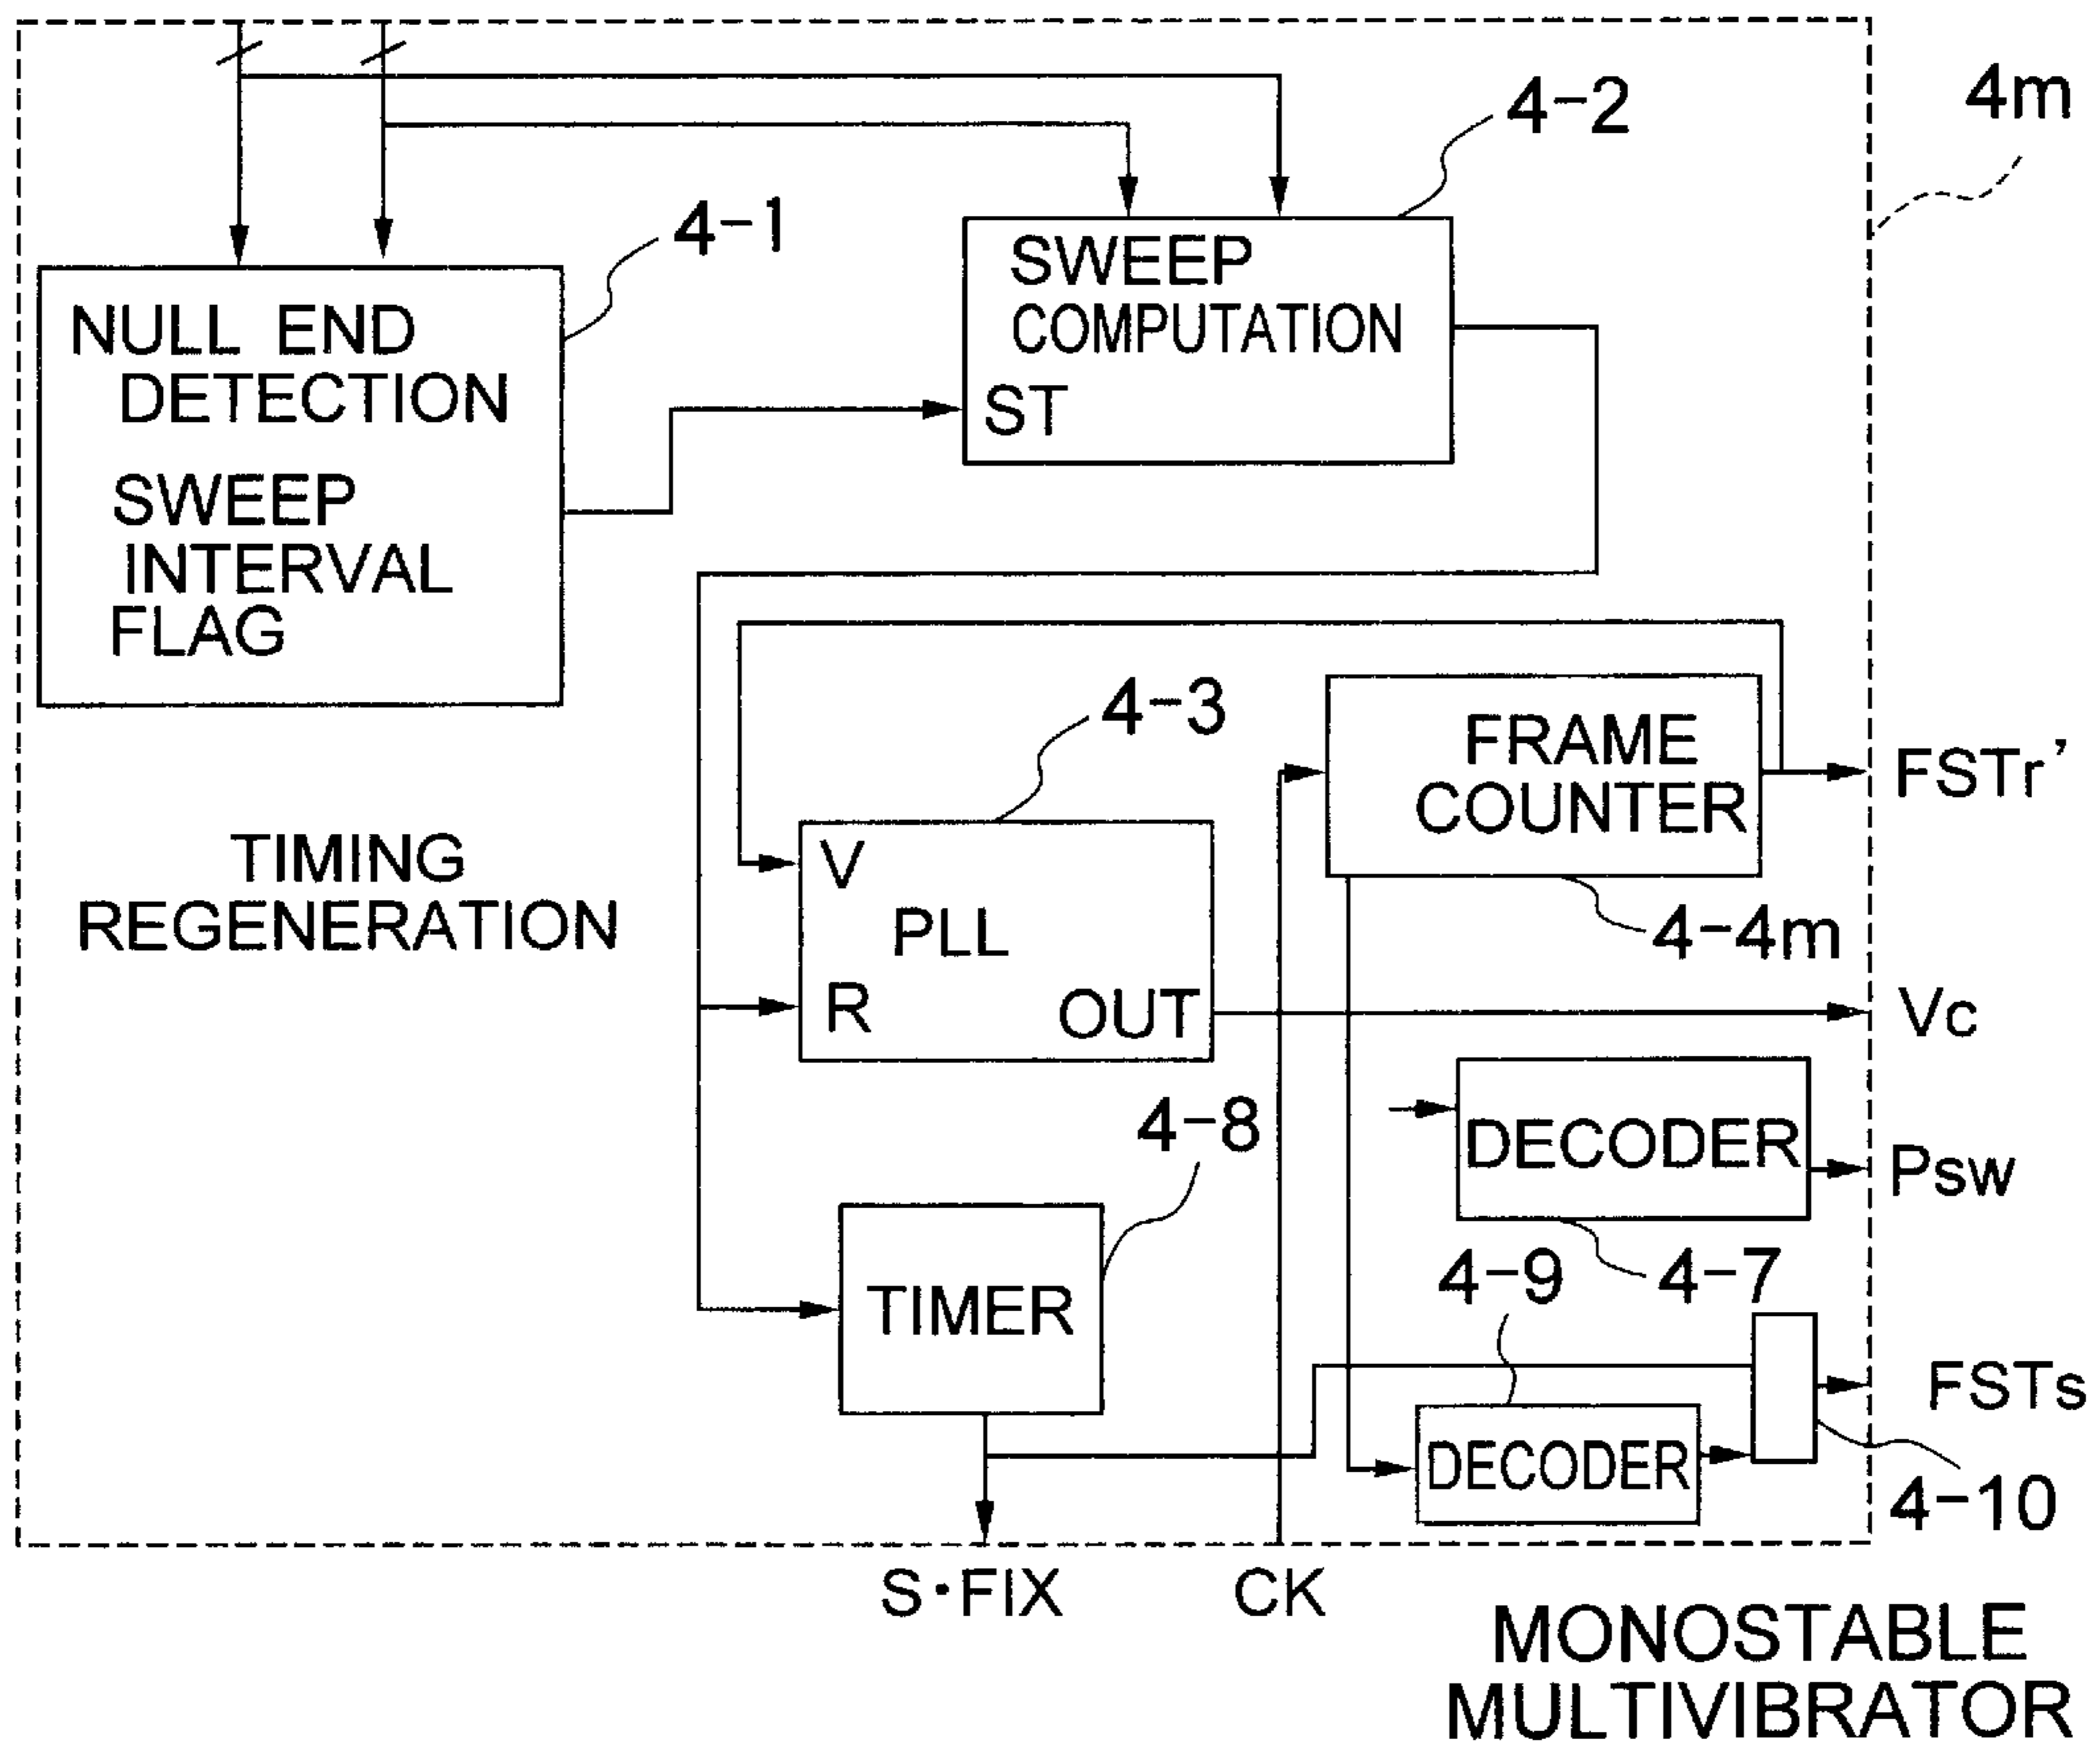 4-2
4m
4-1
SWEEP
COMPUTATION
ST
NULL END
DETECTION
SWEEP
INTERVAL
FLAG
4-3
FRAME
COUNTER
FSTr'
TIMING
REGENERATION
V
PLL
R
OUT
4-4m
Vc
4-8
DECODER
Psw
4-9
4-7
TIMER
FSTs
DECODER
4-10
S·FIX
CK
MONOSTABLE
MULTIVIBRATOR